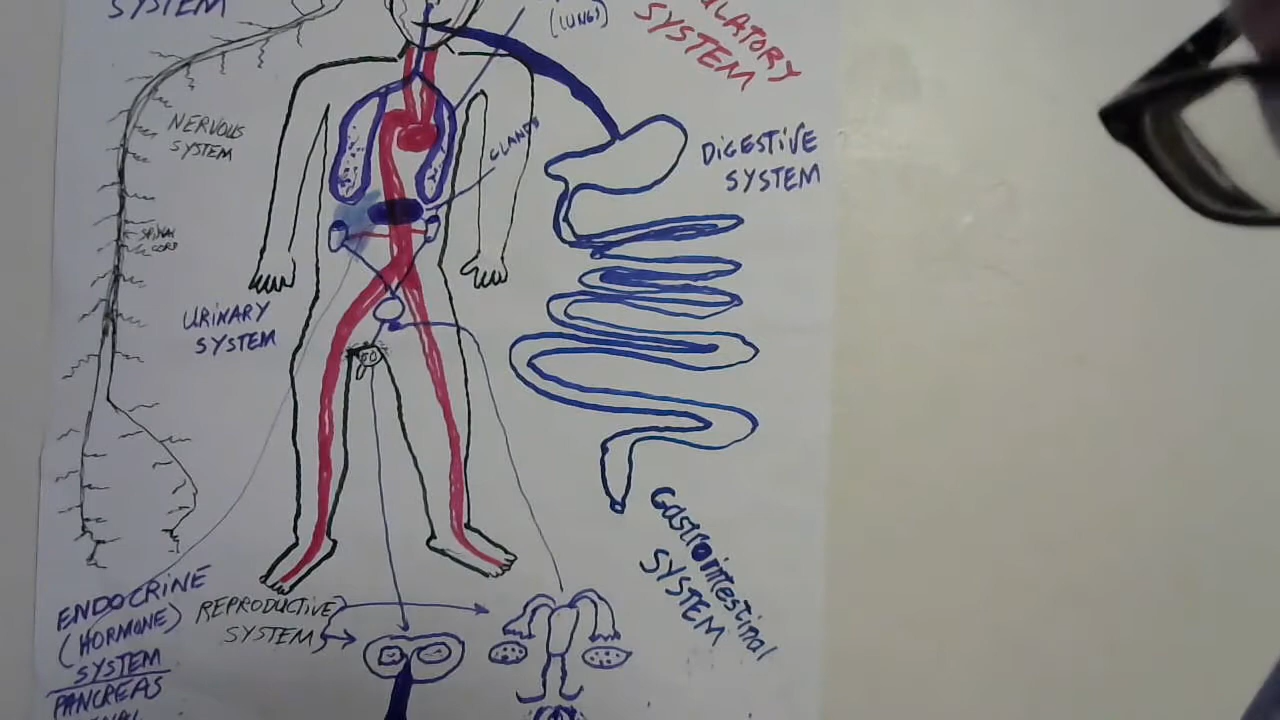 SYSTEM
(LUNGS)
SYSTEM
NERVOUS
SYSTEM
GLANDS
DIGESTIVE
SYSTEM
SPINAL
CORD
URINARY
SYSTEM
GASTROINTESTINAL
SYSTEM
ENDOCRINE
(HORMONE)
SYSTEM
PANCREAS
REPRODUCTIVE
SYSTEM